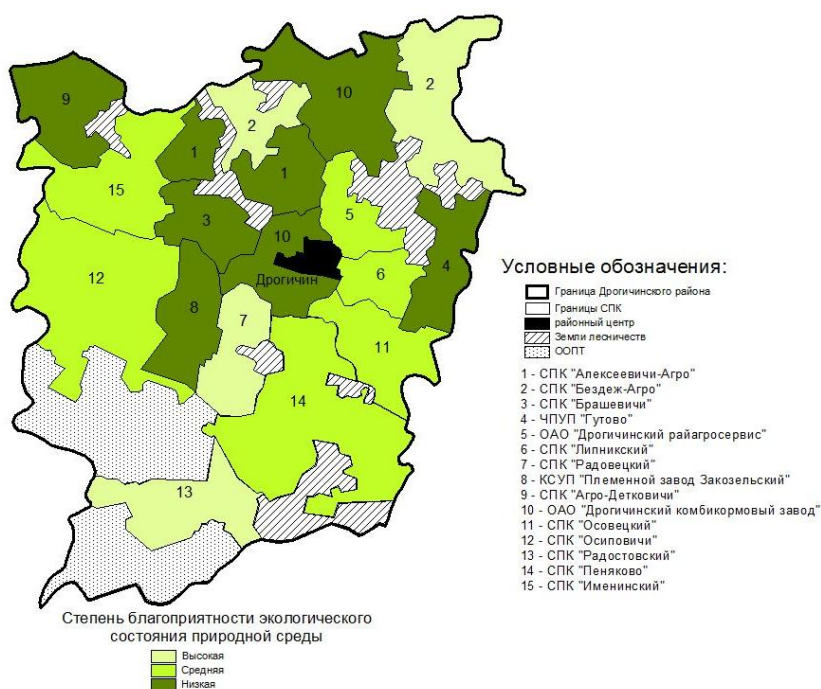 9
10
2
2
1
1
15
5
3
10
4
Дрогичин
6
12
8
7
11
14
13
Условные обозначения:
Граница Дрогичинского района
Границы СПК
районный центр
Земли лесничеств
ООПТ
1 - СПК "Алексеевичи-Агро"
2 - СПК "Бездеж-Агро"
3 - СПК "Брашевичи"
4 - ЧПУП "Гутово"
5 - ОАО "Дрогичинский райагросервис"
6 - СПК "Липникский"
7 - СПК "Радовецкий"
8 - КСУП "Племенной завод Закозельский"
9 - СПК "Агро-Детковичи"
10 - ОАО "Дрогичинский комбикормовый завод"
11 - СПК "Осовецкий"
12 - СПК "Осиповичи"
13 - СПК "Радостовский"
14 - СПК "Пеняково"
15 - СПК "Именинский"
Степень благоприятности экологического
состояния природной среды
Высокая
Средняя
Низкая